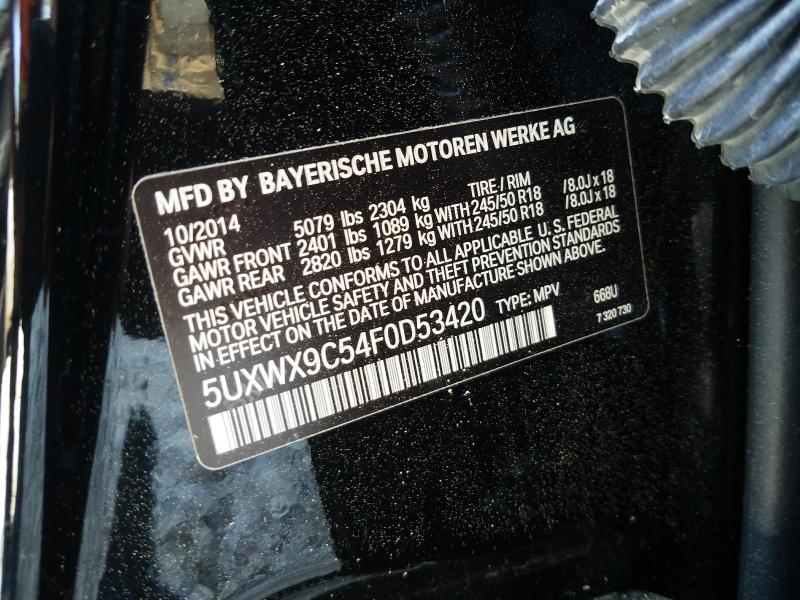 MFD BY BAYERISCHE MOTOREN WERKE AG
10/2014 TIRE / RIM
GVWR 5079 lbs 2304 kg
GAWR FRONT 2401 lbs 1089 kg WITH 245/50 R18 /8.0J x 18
GAWR REAR 2820 lbs 1279 kg WITH 245/50 R18 /8.0J x 18
THIS VEHICLE CONFORMS TO ALL APPLICABLE U.S. FEDERAL
MOTOR VEHICLE SAFETY AND THEFT PREVENTION STANDARDS
IN EFFECT ON THE DATE OF MANUFACTURE SHOWN ABOVE.
5UXWX9C54F0D53420 TYPE: MPV 668U
7 320 730